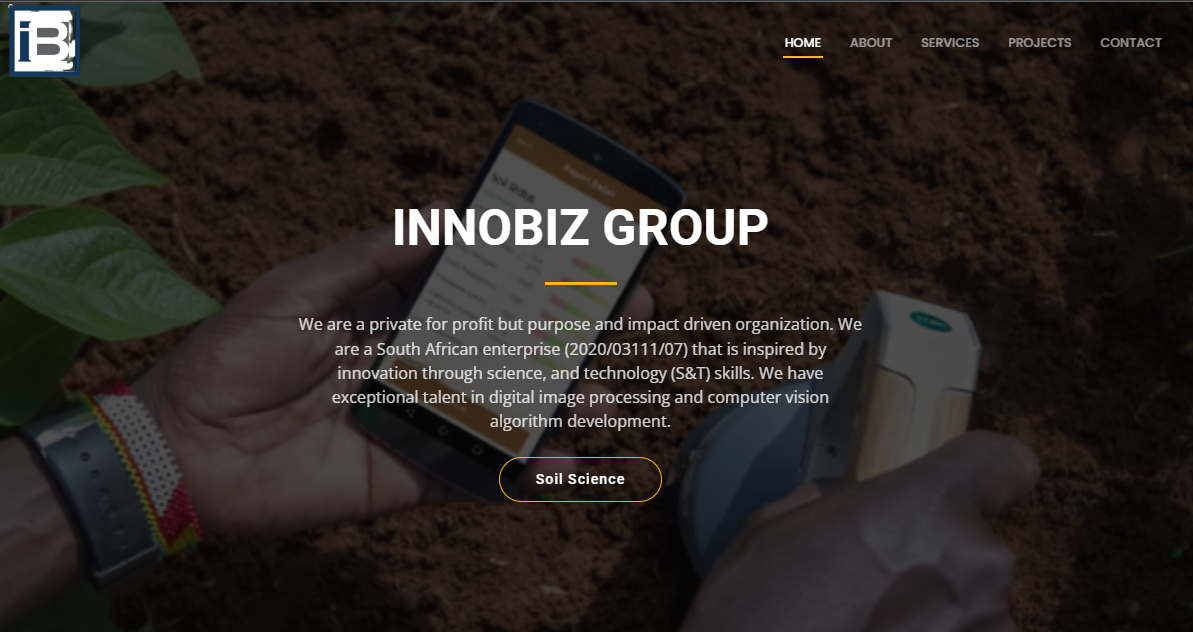 iB
HOME ABOUT SERVICES PROJECTS CONTACT
Soil Status
INNOBIZ GROUP
We are a private for profit but purpose and impact driven organization. We
are a South African enterprise (2020/03111/07) that is inspired by
innovation through science, and technology (S&T) skills. We have
exceptional talent in digital image processing and computer vision
algorithm development.
Soil Science